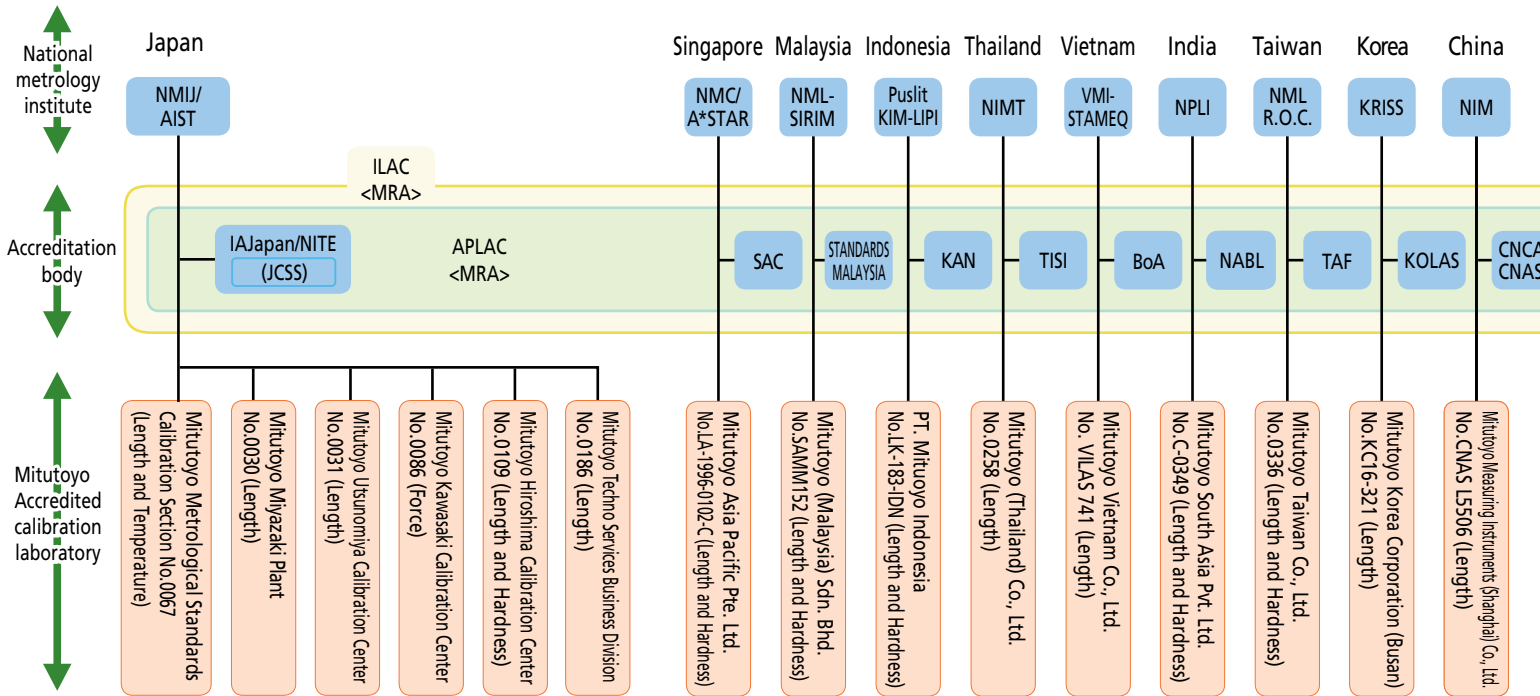 National
metrology
institute
Japan
Singapore
Malaysia
Indonesia
Thailand
Vietnam
India
Taiwan
Korea
China
NMIJ/
AIST
NMC/
A*STAR
NML-
SIRIM
Puslit
KIM-LIPI
NIMT
VMI-
STAMEQ
NPLI
NML
R.O.C.
KRISS
NIM
ILAC
<MRA>
Accreditation
body
IAJapan/NITE
(JCSS)
APLAC
<MRA>
SAC
STANDARDS
MALAYSIA
KAN
TISI
BoA
NABL
TAF
KOLAS
CNCA
CNAS
Mitutoyo
Accredited
calibration
laboratory
Mitutoyo Metrological Standards
Calibration Section No.0067
(Length and Temperature)
Mitutoyo Miyazaki Plant
No.0030 (Length)
Mitutoyo Utsunomiya Calibration Center
No.0031 (Length)
Mitutoyo Kawasaki Calibration Center
No.0086 (Force)
Mitutoyo Hiroshima Calibration Center
No.0109 (Length and Hardness)
Mitutoyo Techno Services Business Division
No.0186 (Length)
Mitutoyo Asia Pacific Pte. Ltd.
No.LA-1996-0102-C (Length and Hardness)
Mitutoyo (Malaysia) Sdn. Bhd.
No.SAMM152 (Length and Hardness)
PT. Mituoyo Indonesia
No.LK-183-IDN (Length and Hardness)
Mitutoyo (Thailand) Co., Ltd.
No.0258 (Length)
Mitutoyo Vietnam Co., Ltd.
No. VILAS 741 (Length)
Mitutoyo South Asia Pvt. Ltd.
No.C-0349 (Length and Hardness)
Mitutoyo Taiwan Co., Ltd.
No.0336 (Length and Hardness)
Mitutoyo Korea Corporation (Busan)
No.KC16-321 (Length)
Mitutoyo Measuring Instruments (Shanghai) Co., Ltd
No.CNAS L5506 (Length)